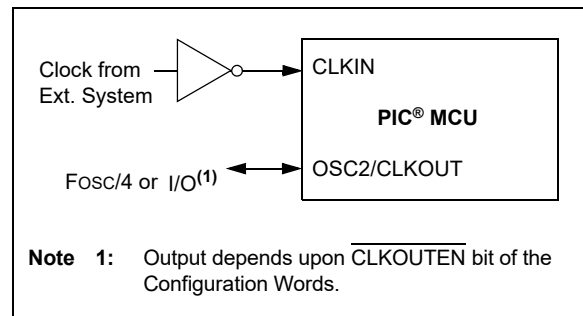 Clock from
Ext. System
CLKIN
PIC® MCU
FOSC/4 or I/O(1)
OSC2/CLKOUT
Note 1: Output depends upon CLKOUTEN bit of the
Configuration Words.